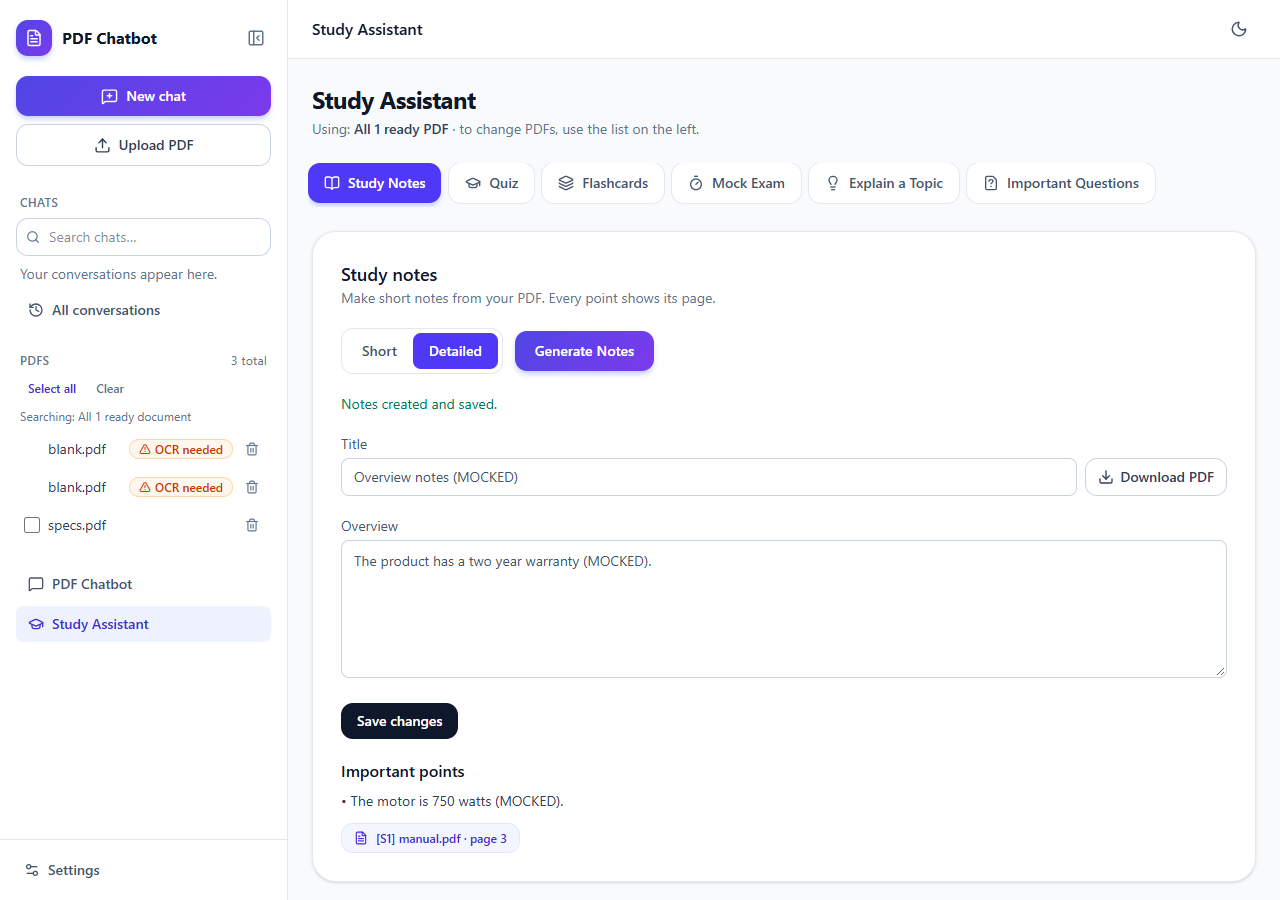 PDF Chatbot
New chat
Upload PDF
CHATS
Search chats...
Your conversations appear here.
All conversations
PDFS 3 total
Select all Clear
Searching: All 1 ready document
blank.pdf OCR needed
blank.pdf OCR needed
specs.pdf
PDF Chatbot
Study Assistant
Settings
Study Assistant
Study Assistant
Using: All 1 ready PDF · to change PDFs, use the list on the left.
Study Notes Quiz Flashcards Mock Exam Explain a Topic Important Questions
Study notes
Make short notes from your PDF. Every point shows its page.
Short Detailed Generate Notes
Notes created and saved.
Title
Overview notes (MOCKED) Download PDF
Overview
The product has a two year warranty (MOCKED).
Save changes
Important points
• The motor is 750 watts (MOCKED).
[S1] manual.pdf · page 3